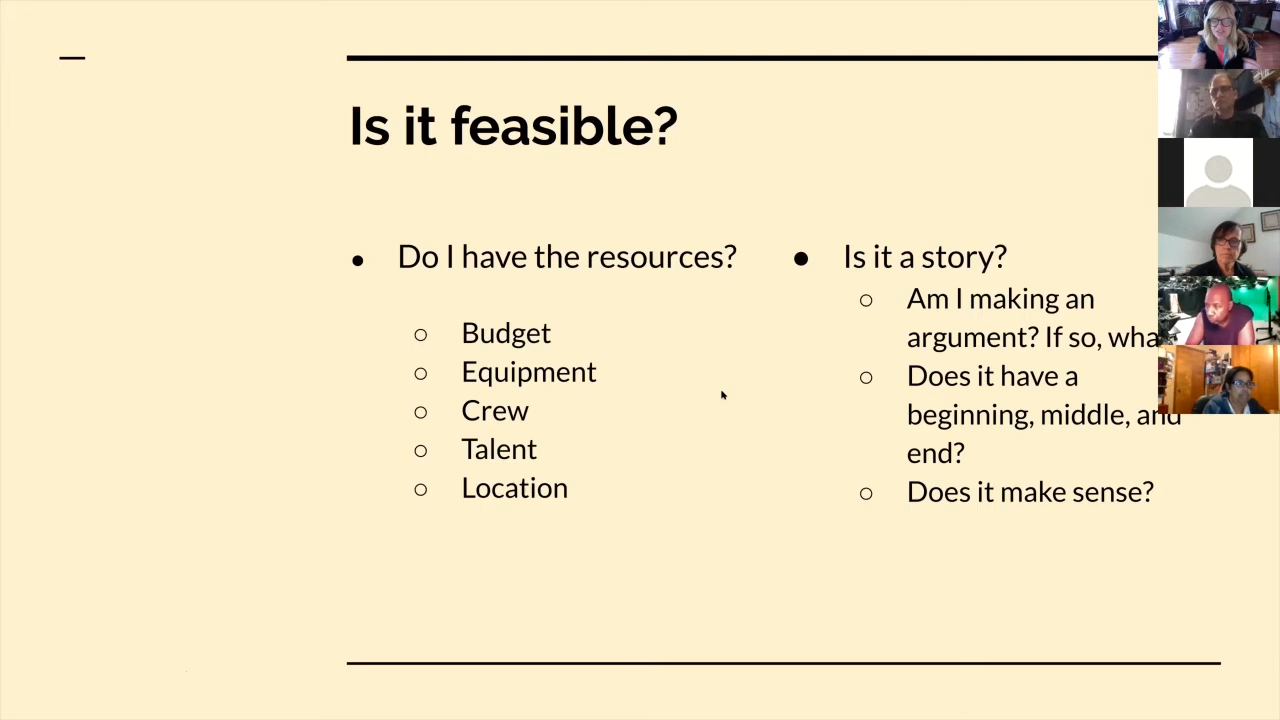 Is it feasible?
● Do I have the resources?
○ Budget
○ Equipment
○ Crew
○ Talent
○ Location
● Is it a story?
○ Am I making an
argument? If so, wha
○ Does it have a
beginning, middle, and
end?
○ Does it make sense?